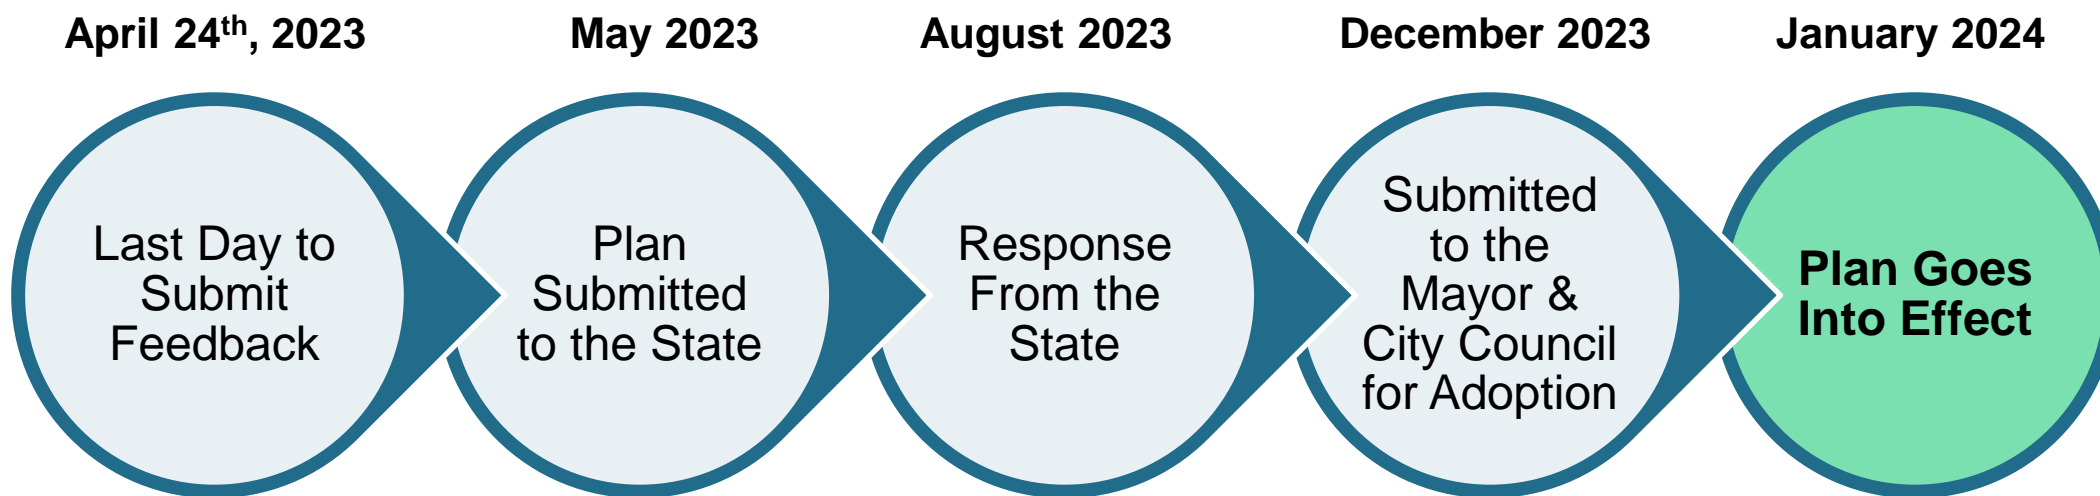 April 24th, 2023
May 2023
August 2023
December 2023
January 2024
Last Day to
Submit
Feedback
Plan
Submitted
to the State
Response
From the
State
Submitted
to the
Mayor &
City Council
for Adoption
Plan Goes
Into Effect